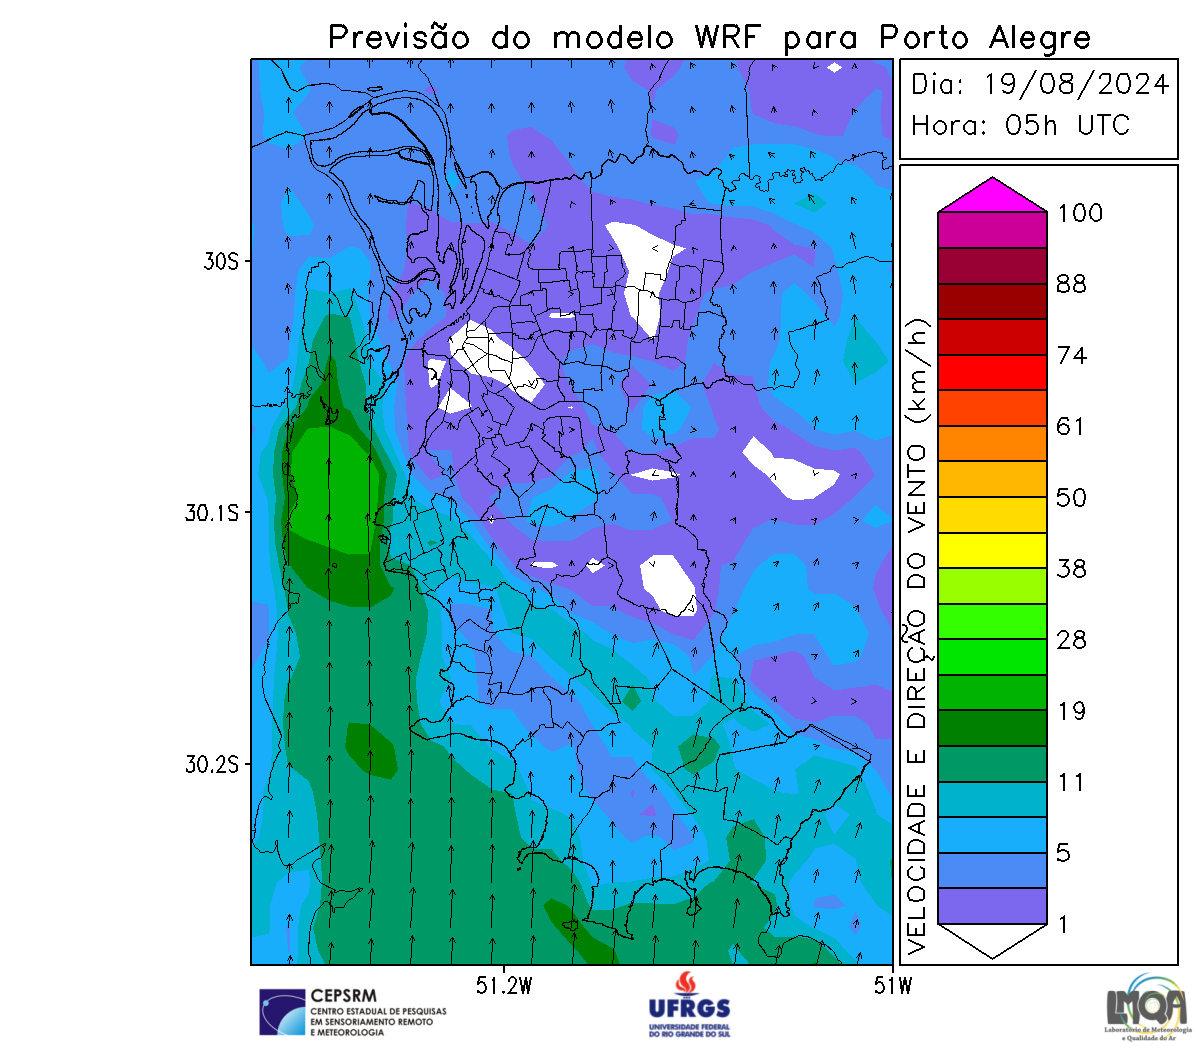 Previsão do modelo WRF para Porto Alegre
Dia: 19/08/2024
Hora: 05h UTC
30S
30.1S
30.2S
51.2W
51W
VELOCIDADE E DIREÇÃO DO VENTO (km/h)
100
88
74
61
50
38
28
19
11
5
1
CEPSRM
CENTRO ESTADUAL DE PESQUISAS
EM SENSORIAMENTO REMOTO
E METEOROLOGIA
UFRGS
UNIVERSIDADE FEDERAL
DO RIO GRANDE DO SUL
LMQA
Laboratório de Meteorologia
e Qualidade do Ar